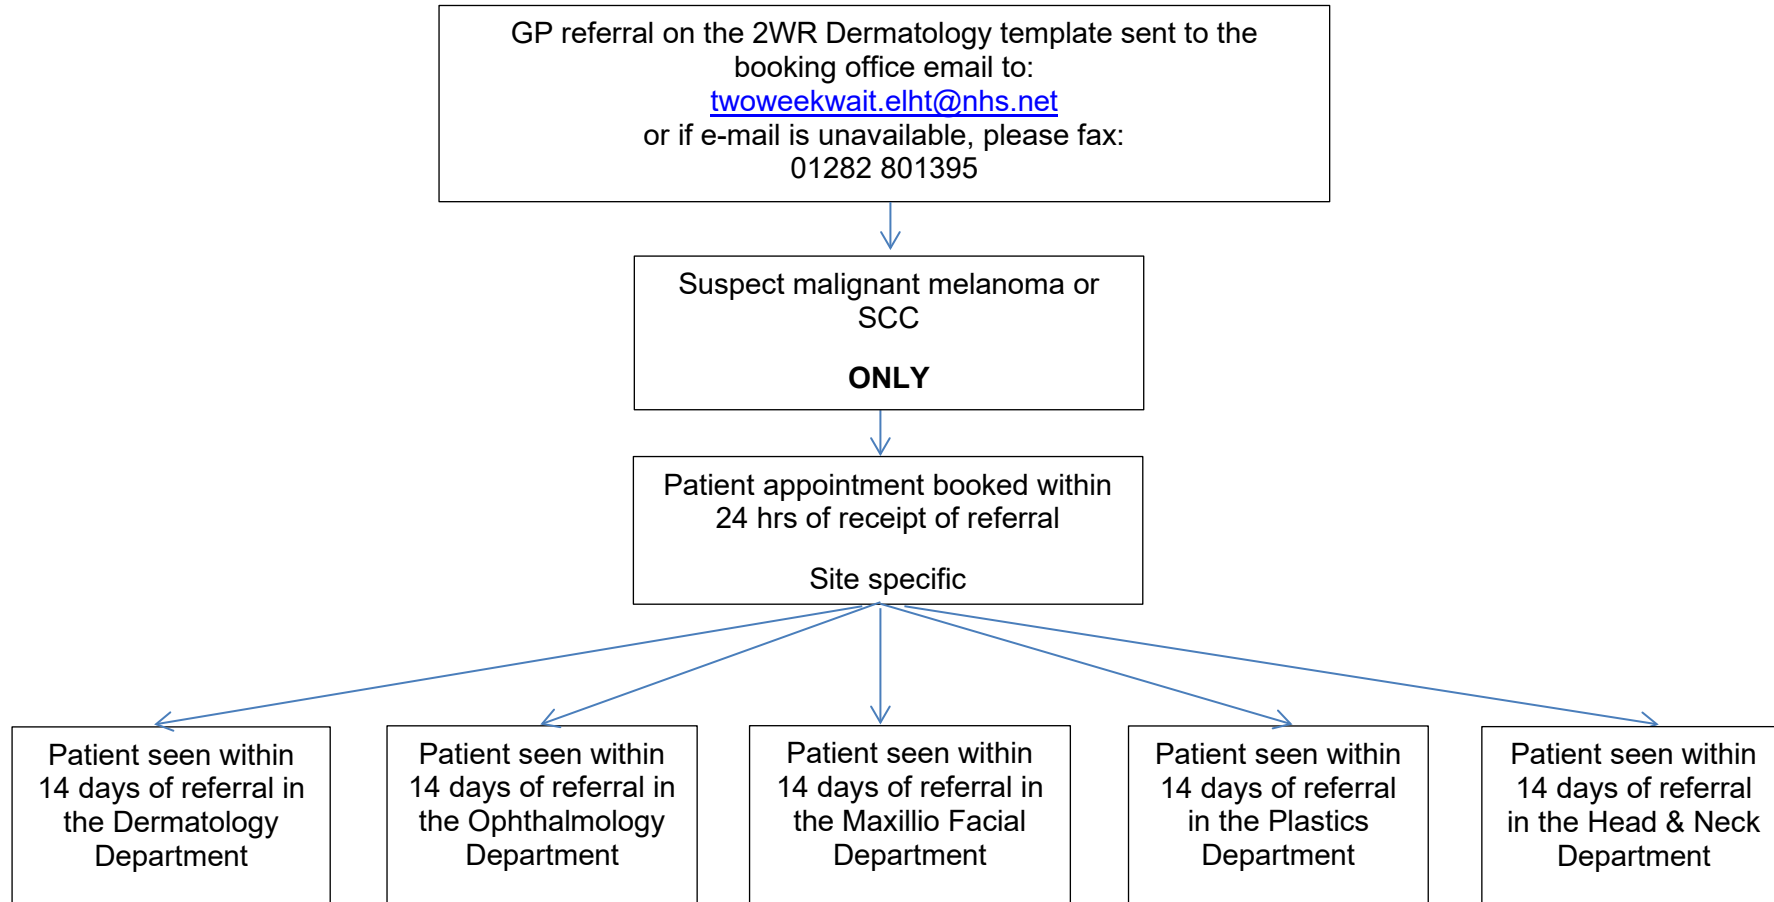 GP referral on the 2WR Dermatology template sent to the
booking office email to:
twoweekwait.elht@nhs.net
or if e-mail is unavailable, please fax:
01282 801395
Suspect malignant melanoma or
SCC
ONLY
Patient appointment booked within
24 hrs of receipt of referral
Site specific
Patient seen within
14 days of referral in
the Dermatology
Department
Patient seen within
14 days of referral in
the Ophthalmology
Department
Patient seen within
14 days of referral in
the Maxillio Facial
Department
Patient seen within
14 days of referral
in the Plastics
Department
Patient seen within
14 days of referral
in the Head & Neck
Department